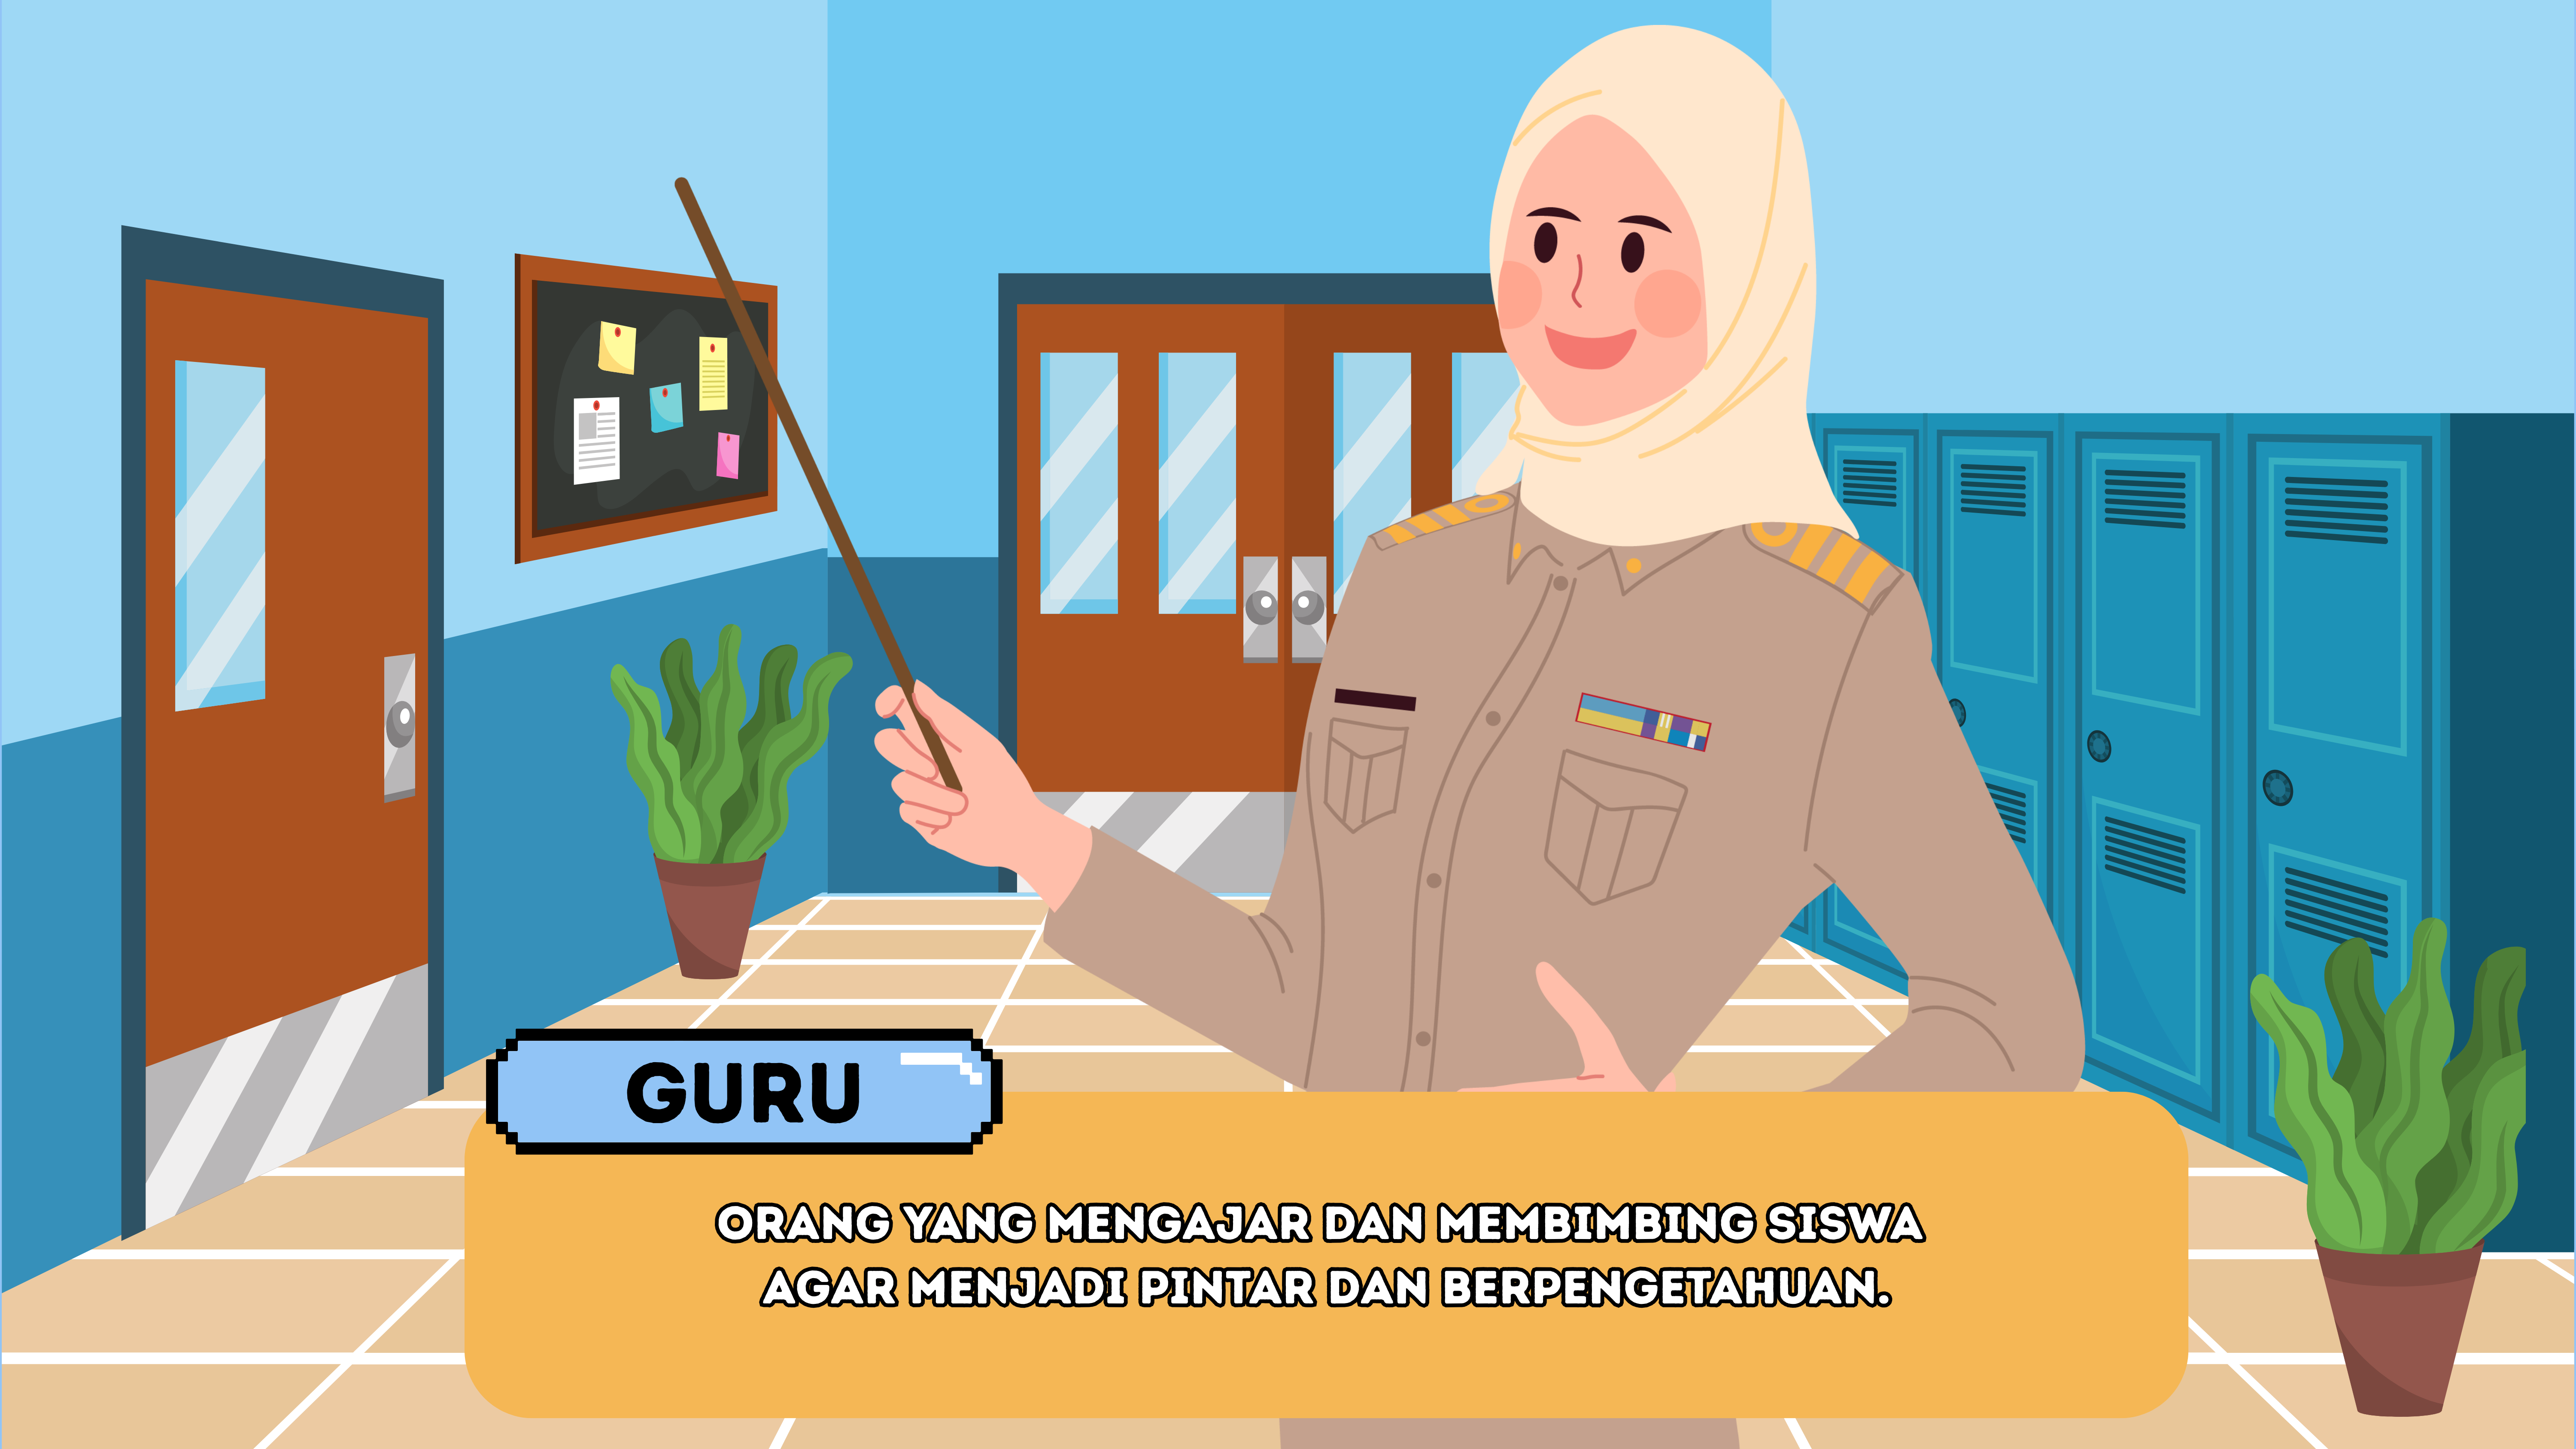 GURU
ORANG YANG MENGAJAR DAN MEMBIMBING SISWA
AGAR MENJADI PINTAR DAN BERPENGETAHUAN.